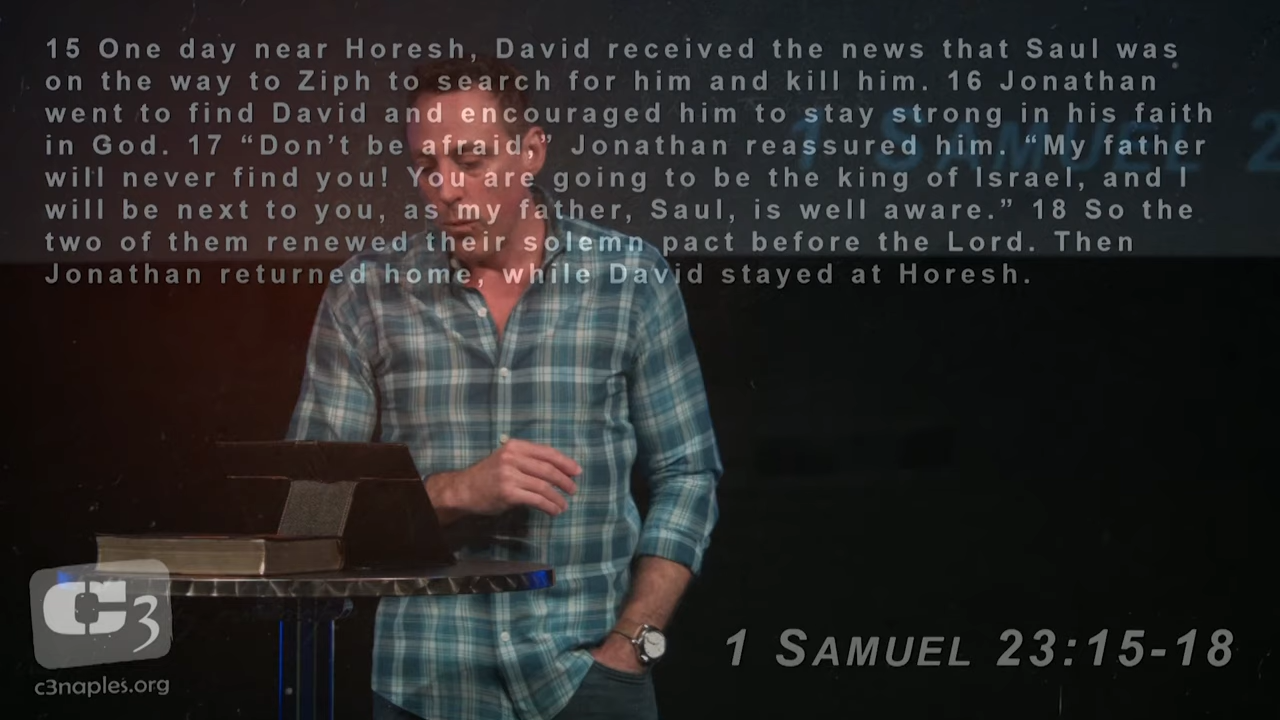 15 One day near Horesh, David received the news that Saul was
on the way to Ziph to search for him and kill him. 16 Jonathan
went to find David and encouraged him to stay strong in his faith
in God. 17 “Don’t be afraid,” Jonathan reassured him. “My father
will never find you! You are going to be the king of Israel, and I
will be next to you, as my father, Saul, is well aware.” 18 So the
two of them renewed their solemn pact before the Lord. Then
Jonathan returned home, while David stayed at Horesh.
1 SAMUEL 2
C3
c3naples.org
1 SAMUEL 23:15-18